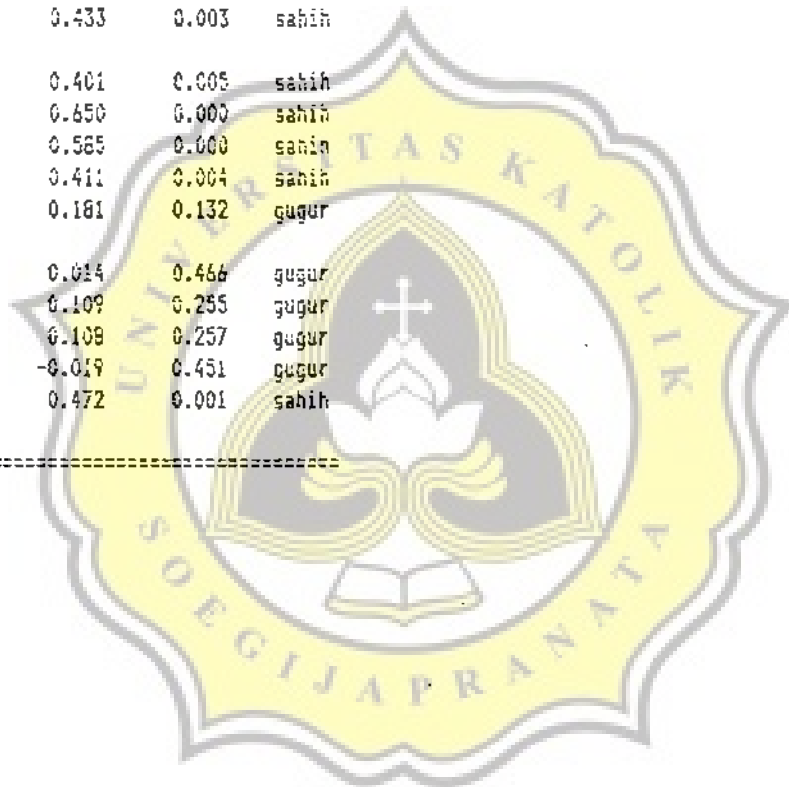 0.433 0.003 sahih
0.401 0.005 sahih
0.650 0.000 sahih
0.585 0.000 sahih
0.411 0.004 sahih
0.181 0.132 gugur
0.014 0.466 gugur
0.109 0.255 gugur
0.108 0.257 gugur
-0.019 0.451 gugur
0.472 0.001 sahih
================================
UNIVERSITAS KATOLIK
SOEGIJAPRANATA